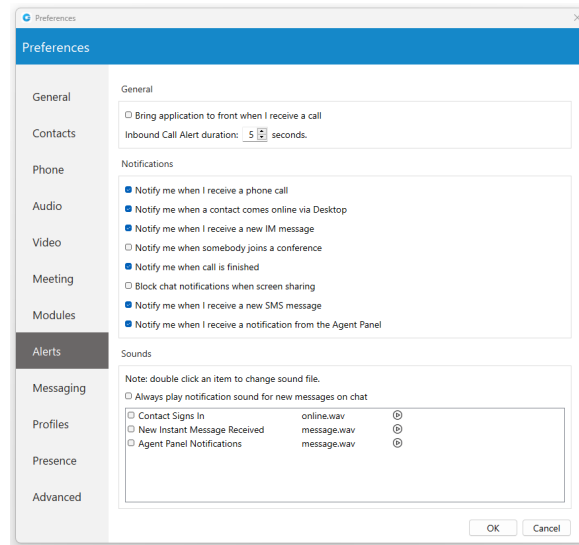 Preferences
Preferences
General
Contacts
Phone
Audio
Video
Meeting
Modules
Alerts
Messaging
Profiles
Presence
Advanced
General
Bring application to front when I receive a call
Inbound Call Alert duration: 5 seconds.
Notifications
Notify me when I receive a phone call
Notify me when a contact comes online via Desktop
Notify me when I receive a new IM message
Notify me when somebody joins a conference
Notify me when call is finished
Block chat notifications when screen sharing
Notify me when I receive a new SMS message
Notify me when I receive a notification from the Agent Panel
Sounds
Note: double click an item to change sound file.
Always play notification sound for new messages on chat
Contact Signs In online.wav
New Instant Message Received message.wav
Agent Panel Notifications message.wav
OK Cancel